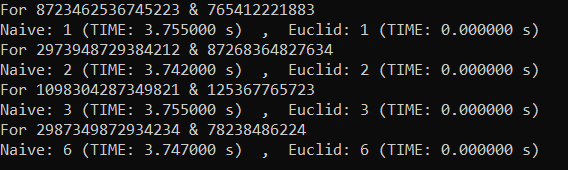 For 8723462536745223 & 765412221883
Naive: 1 (TIME: 3.755000 s)  ,  Euclid: 1 (TIME: 0.000000 s)
For 2973948729384212 & 87268364827634
Naive: 2 (TIME: 3.742000 s)  ,  Euclid: 2 (TIME: 0.000000 s)
For 1098304287349821 & 125367765723
Naive: 3 (TIME: 3.755000 s)  ,  Euclid: 3 (TIME: 0.000000 s)
For 2987349872934234 & 78238486224
Naive: 6 (TIME: 3.747000 s)  ,  Euclid: 6 (TIME: 0.000000 s)